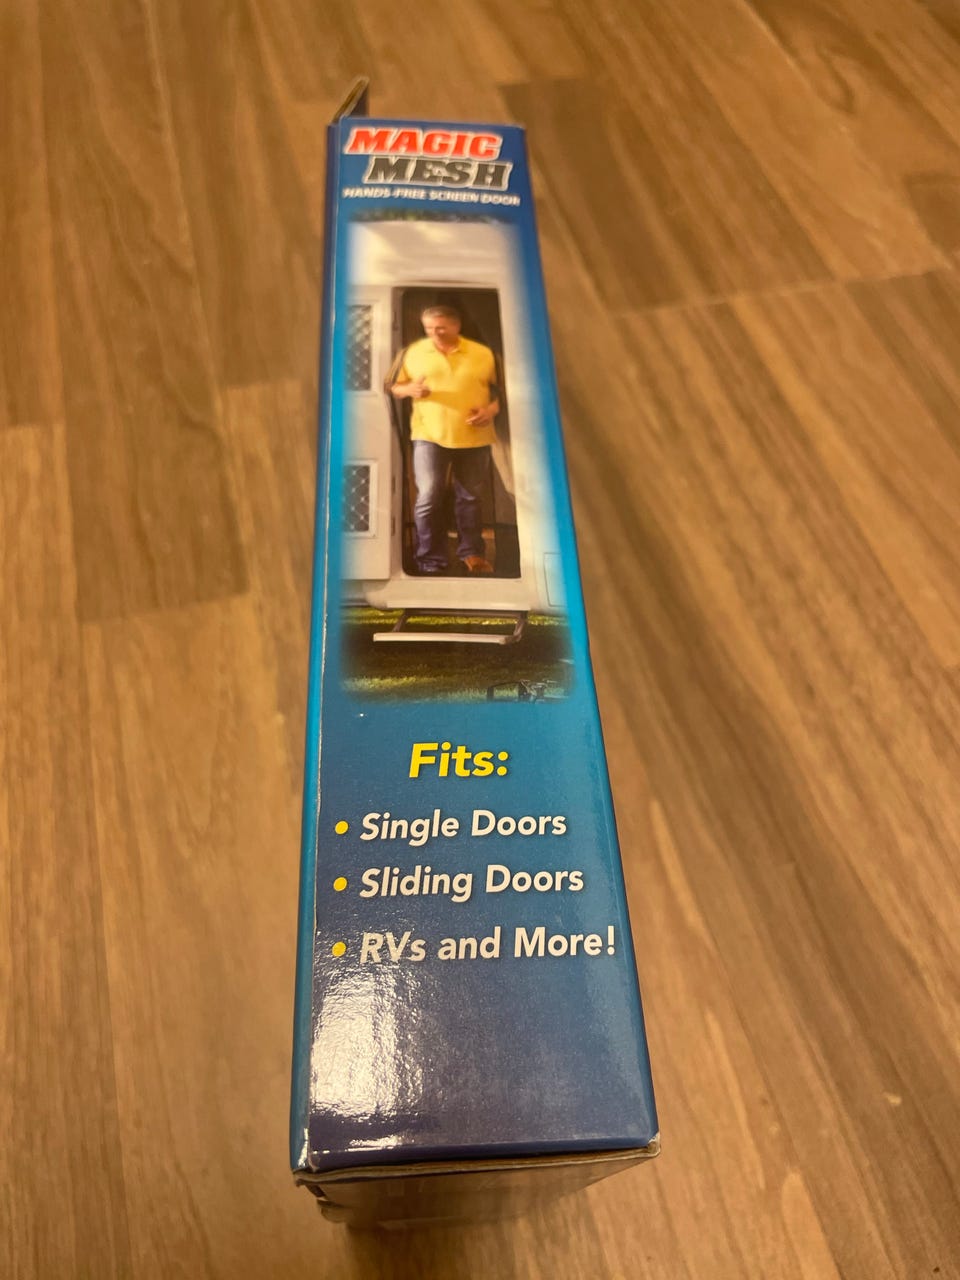 MAGIC
MESH
HANDS-FREE SCREEN DOOR
Fits:
• Single Doors
• Sliding Doors
• RVs and More!